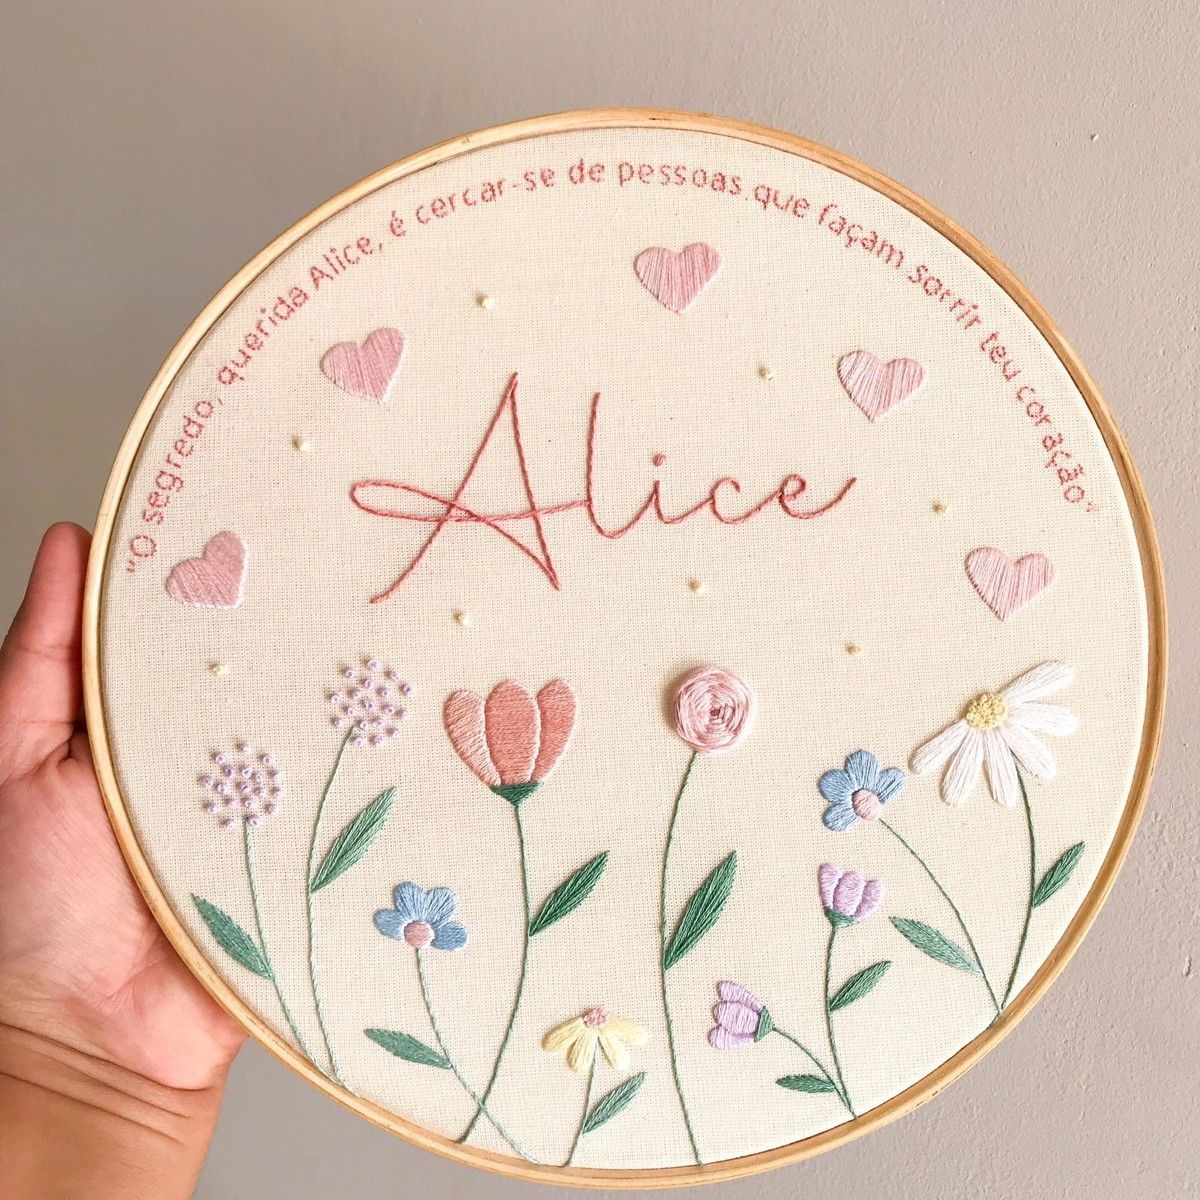 "O segredo, querida Alice, é cercar-se de pessoas que façam sorrir teu coração"
Alice